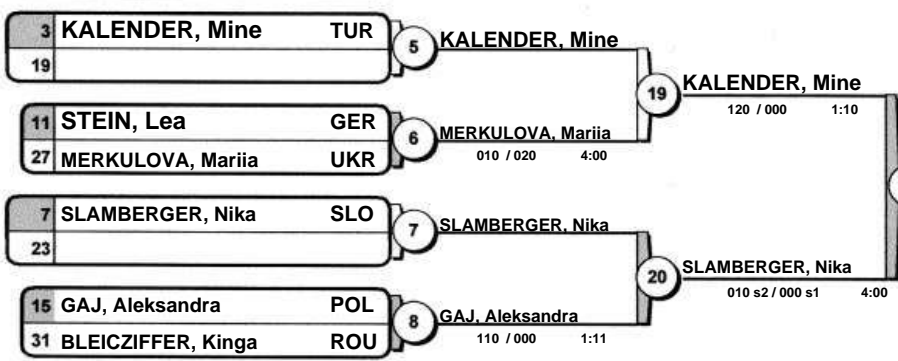 3 KALENDER, Mine TUR
19
5
KALENDER, Mine
11 STEIN, Lea GER
27 MERKULOVA, Mariia UKR
6
MERKULOVA, Mariia
010 / 020 4:00
19
KALENDER, Mine
120 / 000 1:10
7 SLAMBERGER, Nika SLO
23
7
SLAMBERGER, Nika
15 GAJ, Aleksandra POL
31 BLEICZIFFER, Kinga ROU
8
GAJ, Aleksandra
110 / 000 1:11
20
SLAMBERGER, Nika
010 s2 / 000 s1 4:00